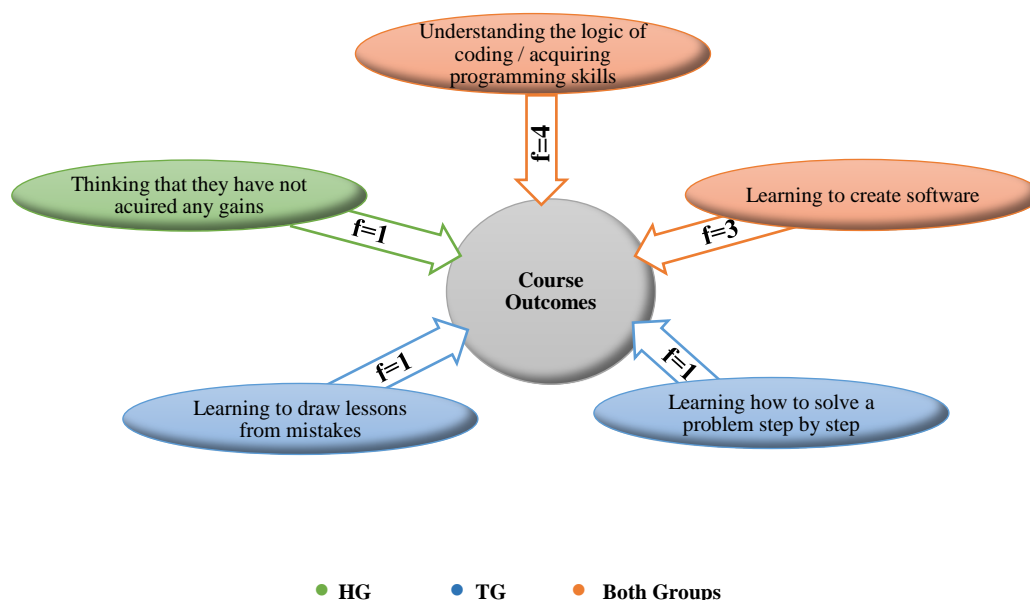 Understanding the logic of
coding / acquiring
programming skills
f=4
Thinking that they have not
acuired any gains
f=1
Learning to create software
f=3
Course
Outcomes
f=1
Learning to draw lessons
from mistakes
f=1
Learning how to solve a
problem step by step
HG
TG
Both Groups